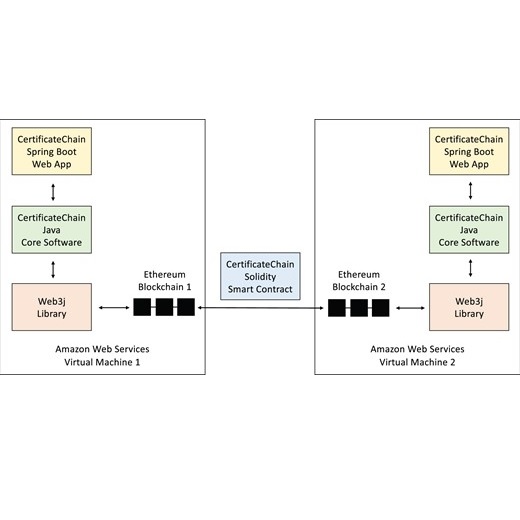 CertificateChain
Spring Boot
Web App
CertificateChain
Java
Core Software
Web3j
Library
Ethereum
Blockchain 1
Amazon Web Services
Virtual Machine 1
CertificateChain
Solidity
Smart Contract
CertificateChain
Spring Boot
Web App
CertificateChain
Java
Core Software
Ethereum
Blockchain 2
Web3j
Library
Amazon Web Services
Virtual Machine 2